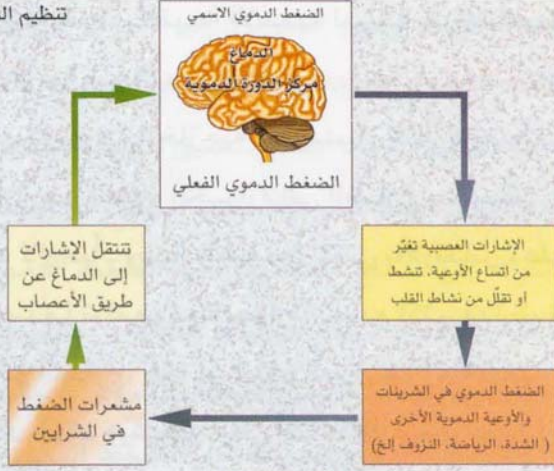 تنظيم
الضغط الدموي الاسمي
الدماغ
مركز الدورة الدموية
الضغط الدموي الفعلي
الإشارات العصبية تغيّر
من اتساع الأوعية، تنشط
أو تقلّل من نشاط القلب
الضغط الدموي في الشرينات
والأوعية الدموية الأخرى
( الشدة، الرياضة، النزوف إلخ)
مشعرات الضغط
في الشرايين
تنتقل الإشارات
إلى الدماغ عن
طريق الأعصاب